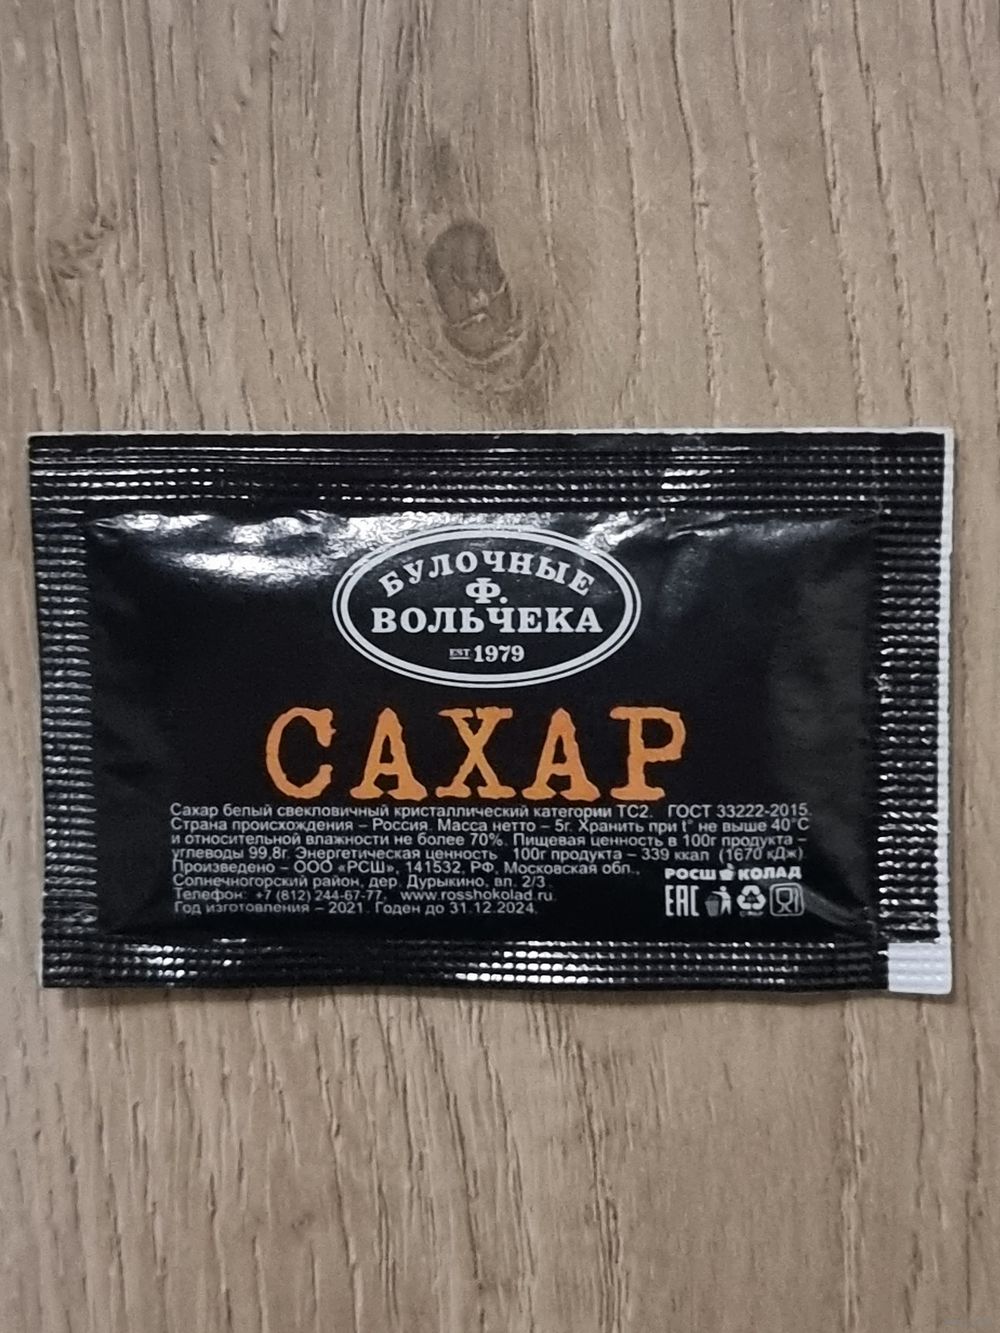 БУЛОЧНЫЕ
Ф.
ВОЛЬЧЕКА
EST. 1979
САХАР
Сахар белый свекловичный кристаллический категории ТС2. ГОСТ 33222-2015.
Страна происхождения – Россия. Масса нетто – 5г. Хранить при t° не выше 40°С
и относительной влажности не более 70%. Пищевая ценность в 100г продукта –
углеводы 99,8г. Энергетическая ценность 100г продукта – 339 ккал (1670 кДж)
Произведено – ООО «РСШ», 141532, РФ, Московская обл.,
Солнечногорский район, дер. Дурыкино, вл. 2/3.
Телефон: +7 (812) 244-67-77, www.rosshokolad.ru.
Год изготовления – 2021. Годен до 31.12.2024.
РОСШОКОЛАД
EAC